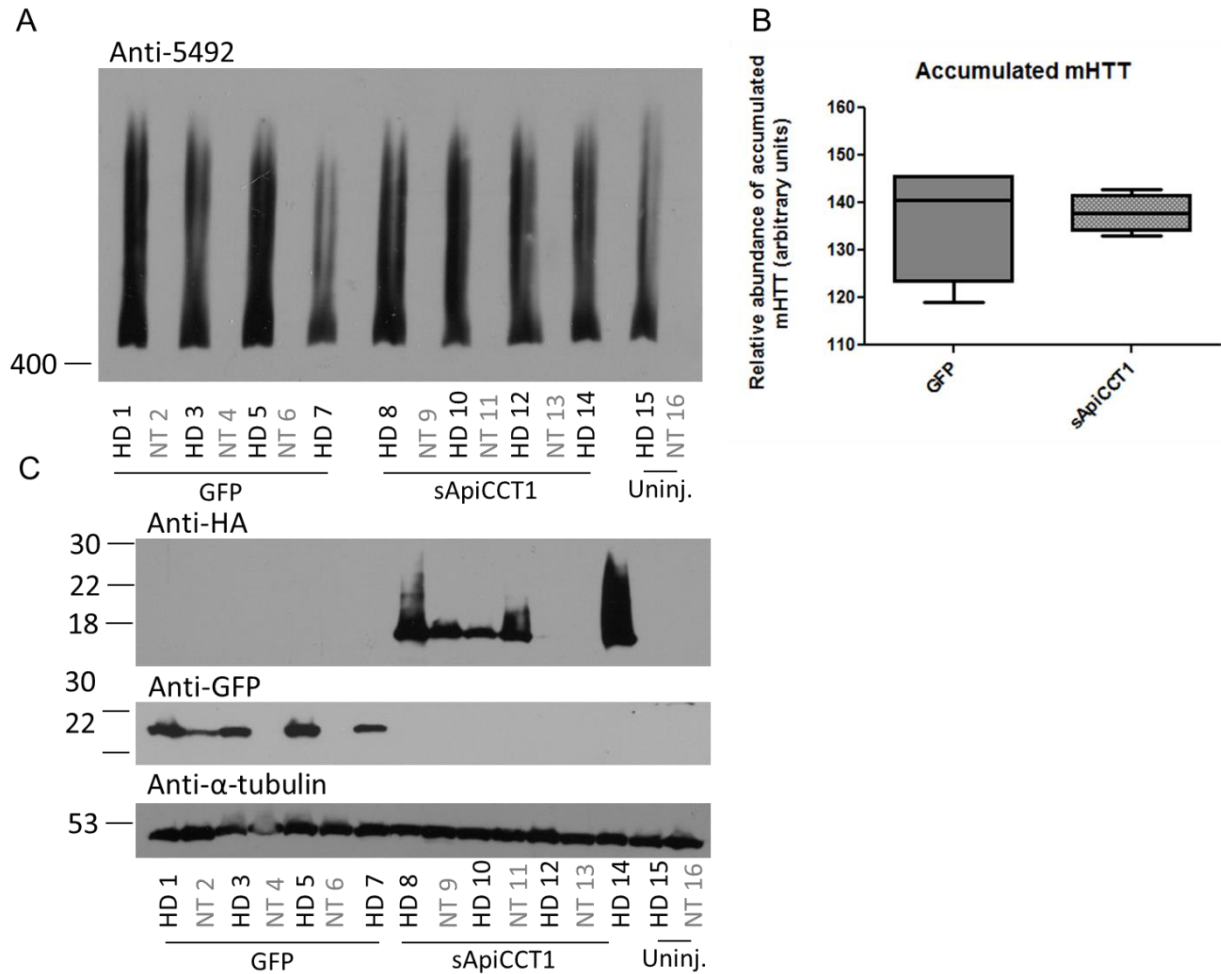 A
Anti-5492
400
HD 1 NT 2 HD 3 NT 4 HD 5 NT 6 HD 7 HD 8 NT 9 HD 10 NT 11 HD 12 NT 13 HD 14 HD 15 NT 16
GFP sApiCCT1 Uninj.
B
Accumulated mHTT
Relative abundance of accumulated
mHTT (arbitrary units)
160
150
140
130
120
110
GFP sApiCCT1
C
Anti-HA
30
22
18
30
Anti-GFP
22
Anti-α-tubulin
53
HD 1 NT 2 HD 3 NT 4 HD 5 NT 6 HD 7 HD 8 NT 9 HD 10 NT 11 HD 12 NT 13 HD 14 HD 15 NT 16
GFP sApiCCT1 Uninj.